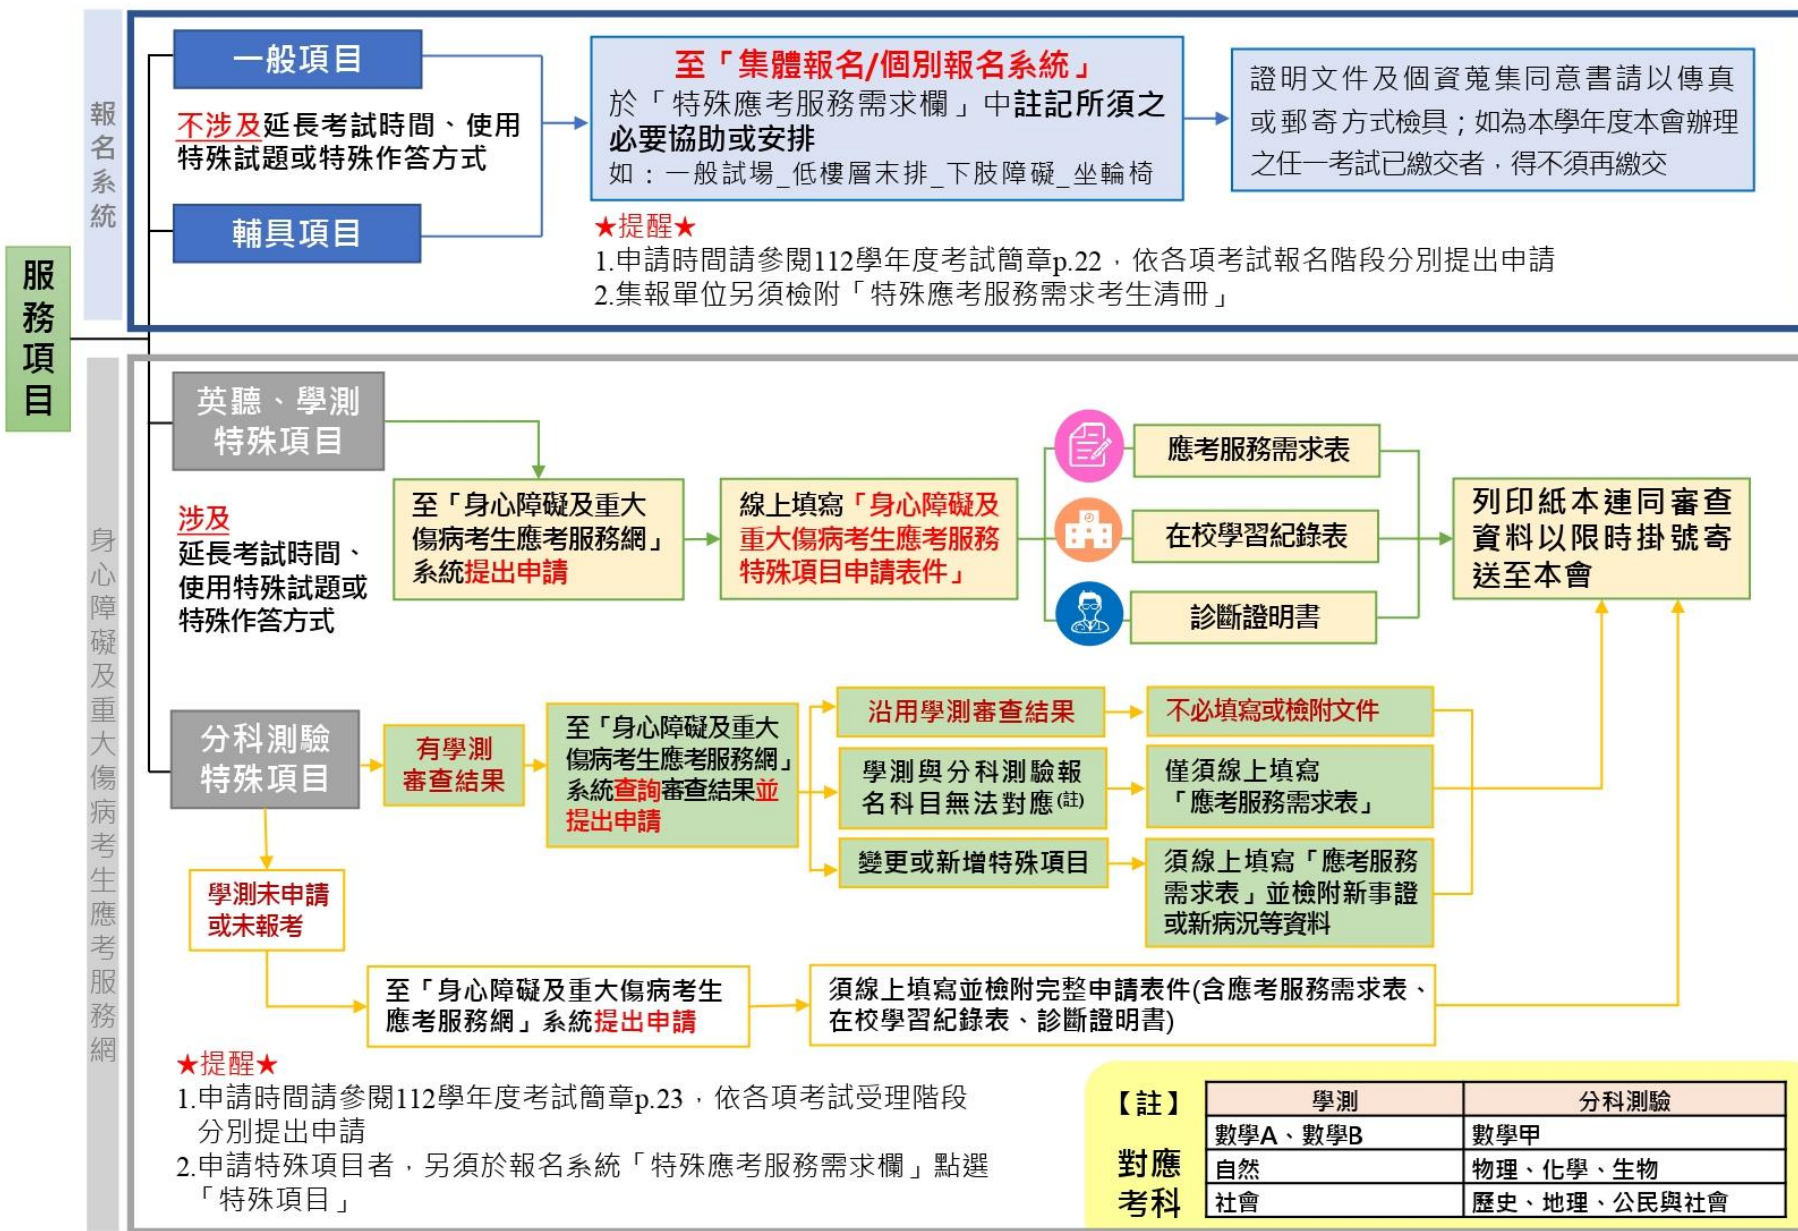 服務項目
報名系統
一般項目
不涉及延長考試時間、使用
特殊試題或特殊作答方式
輔具項目
至「集體報名/個別報名系統」
於「特殊應考服務需求欄」中註記所須之
必要協助或安排
如：一般試場_低樓層末排_下肢障礙_坐輪椅
證明文件及個資蒐集同意書請以傳真
或郵寄方式檢具；如為本學年度本會辦理
之任一考試已繳交者，得不須再繳交
★提醒★
1.申請時間請參閱112學年度考試簡章p.22，依各項考試報名階段分別提出申請
2.集報單位另須檢附「特殊應考服務需求考生清冊」
身心障礙及重大傷病考生應考服務網
英聽、學測
特殊項目
涉及
延長考試時間、
使用特殊試題或
特殊作答方式
至「身心障礙及重大
傷病考生應考服務網」
系統提出申請
線上填寫「身心障礙及
重大傷病考生應考服務
特殊項目申請表件」
應考服務需求表
在校學習紀錄表
診斷證明書
列印紙本連同審查
資料以限時掛號寄
送至本會
分科測驗
特殊項目
有學測
審查結果
至「身心障礙及重大
傷病考生應考服務網」
系統查詢審查結果並
提出申請
沿用學測審查結果
不必填寫或檢附文件
學測與分科測驗報
名科目無法對應(註)
僅須線上填寫
「應考服務需求表」
變更或新增特殊項目
須線上填寫「應考服務
需求表」並檢附新事證
或新病況等資料
學測未申請
或未報考
至「身心障礙及重大傷病考生
應考服務網」系統提出申請
須線上填寫並檢附完整申請表件(含應考服務需求表、
在校學習紀錄表、診斷證明書)
★提醒★
1.申請時間請參閱112學年度考試簡章p.23，依各項考試受理階段
分別提出申請
2.申請特殊項目者，另須於報名系統「特殊應考服務需求欄」點選
「特殊項目」
【註】
對應
考科
學測 分科測驗
數學A、數學B 數學甲
自然 物理、化學、生物
社會 歷史、地理、公民與社會